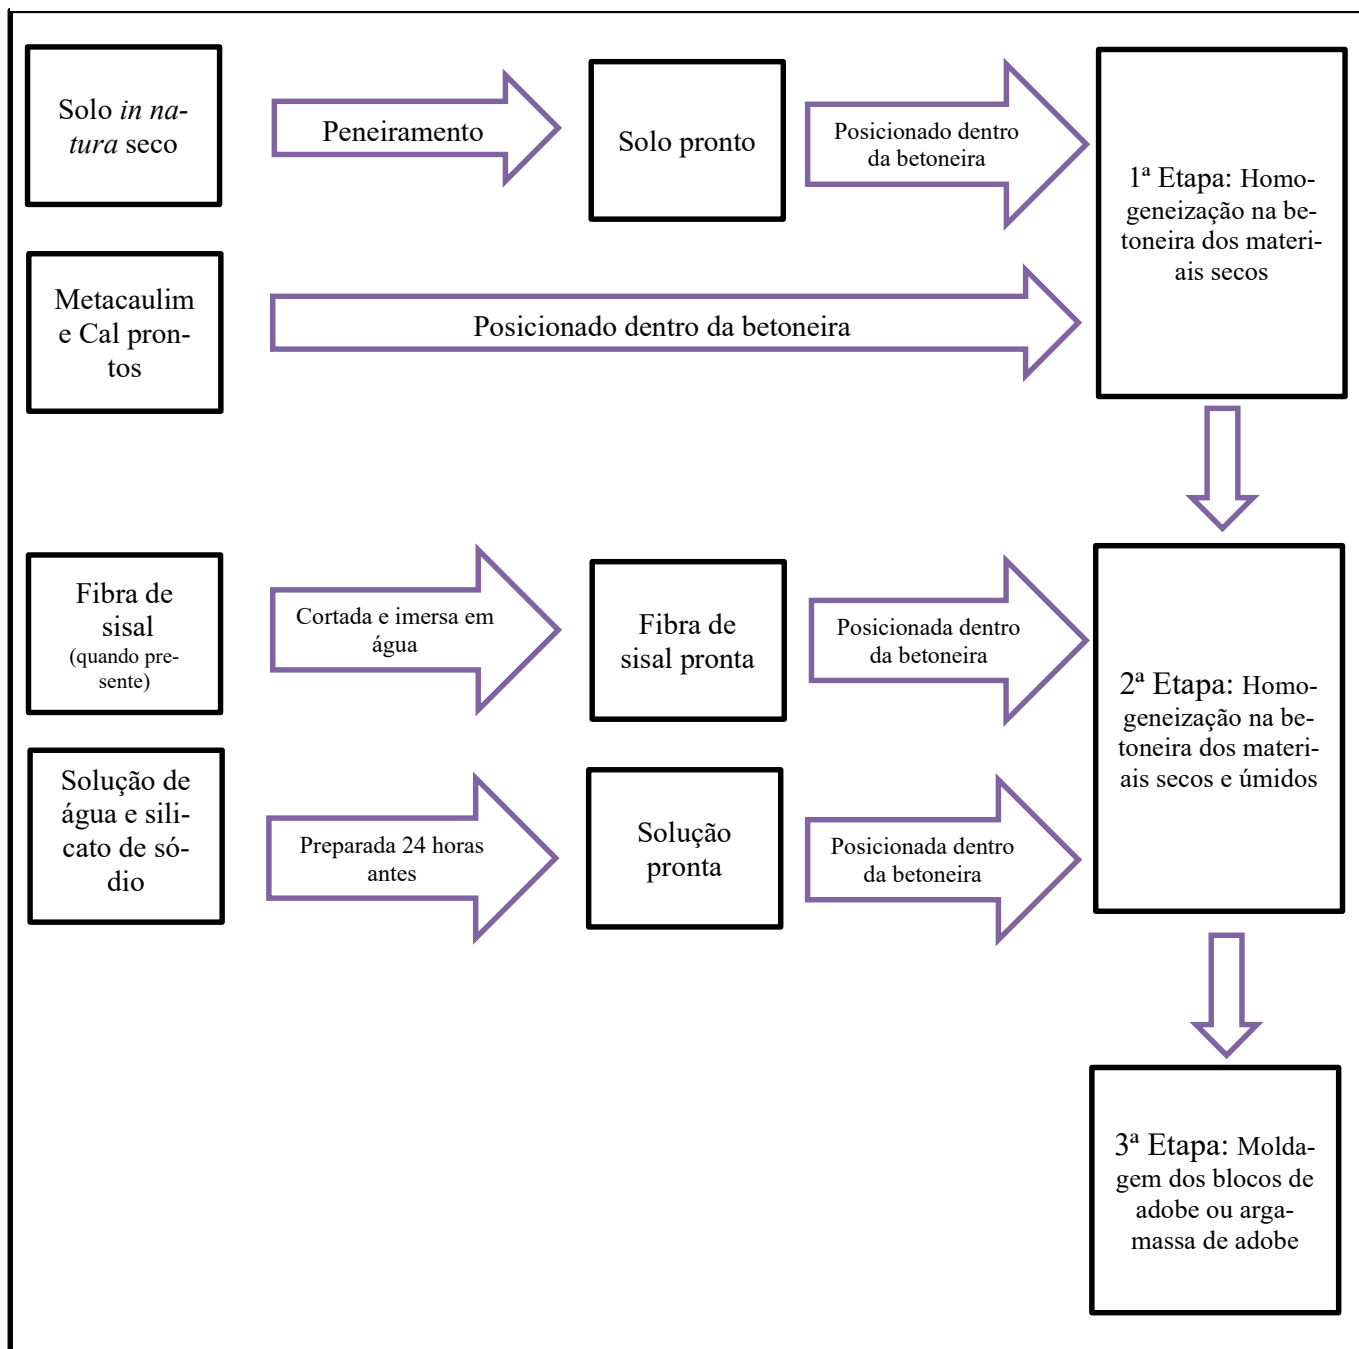 Solo in na-
tura seco
Peneiramento
Solo pronto
Posicionado dentro
da betoneira
1ª Etapa: Homo-
geneização na be-
toneira dos materi-
ais secos
Metacaulim
e Cal pron-
tos
Posicionado dentro da betoneira
Fibra de
sisal
(quando pre-
sente)
Cortada e imersa em
água
Fibra de
sisal pronta
Posicionada dentro
da betoneira
2ª Etapa: Homo-
geneização na be-
toneira dos materi-
ais secos e úmidos
Solução de
água e sili-
cato de só-
dio
Preparada 24 horas
antes
Solução
pronta
Posicionada dentro
da betoneira
3ª Etapa: Molda-
gem dos blocos de
adobe ou arga-
massa de adobe